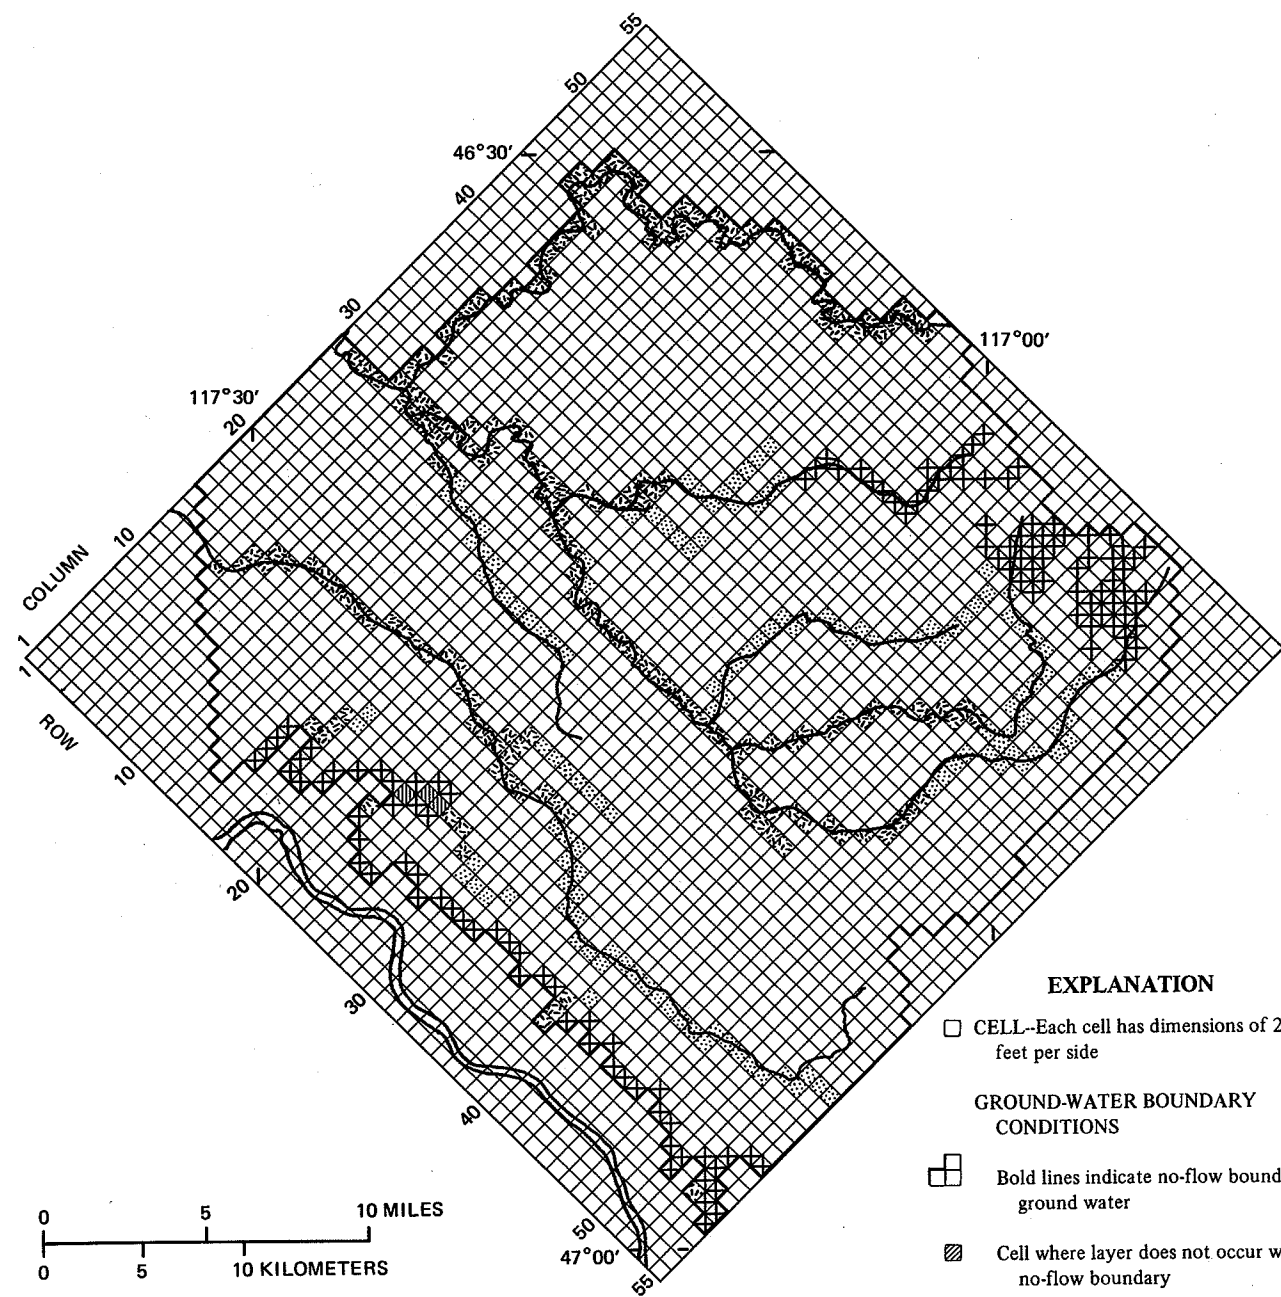 55
50
46°30′
40
30
117°00′
117°30′
20
10
COLUMN
1
1
ROW
10
20
30
40
50
47°00′
55
EXPLANATION
CELL--Each cell has dimensions of 2
feet per side
GROUND-WATER BOUNDARY
CONDITIONS
Bold lines indicate no-flow bound
ground water
Cell where layer does not occur w
no-flow boundary
0 5 10 MILES
0 5 10 KILOMETERS